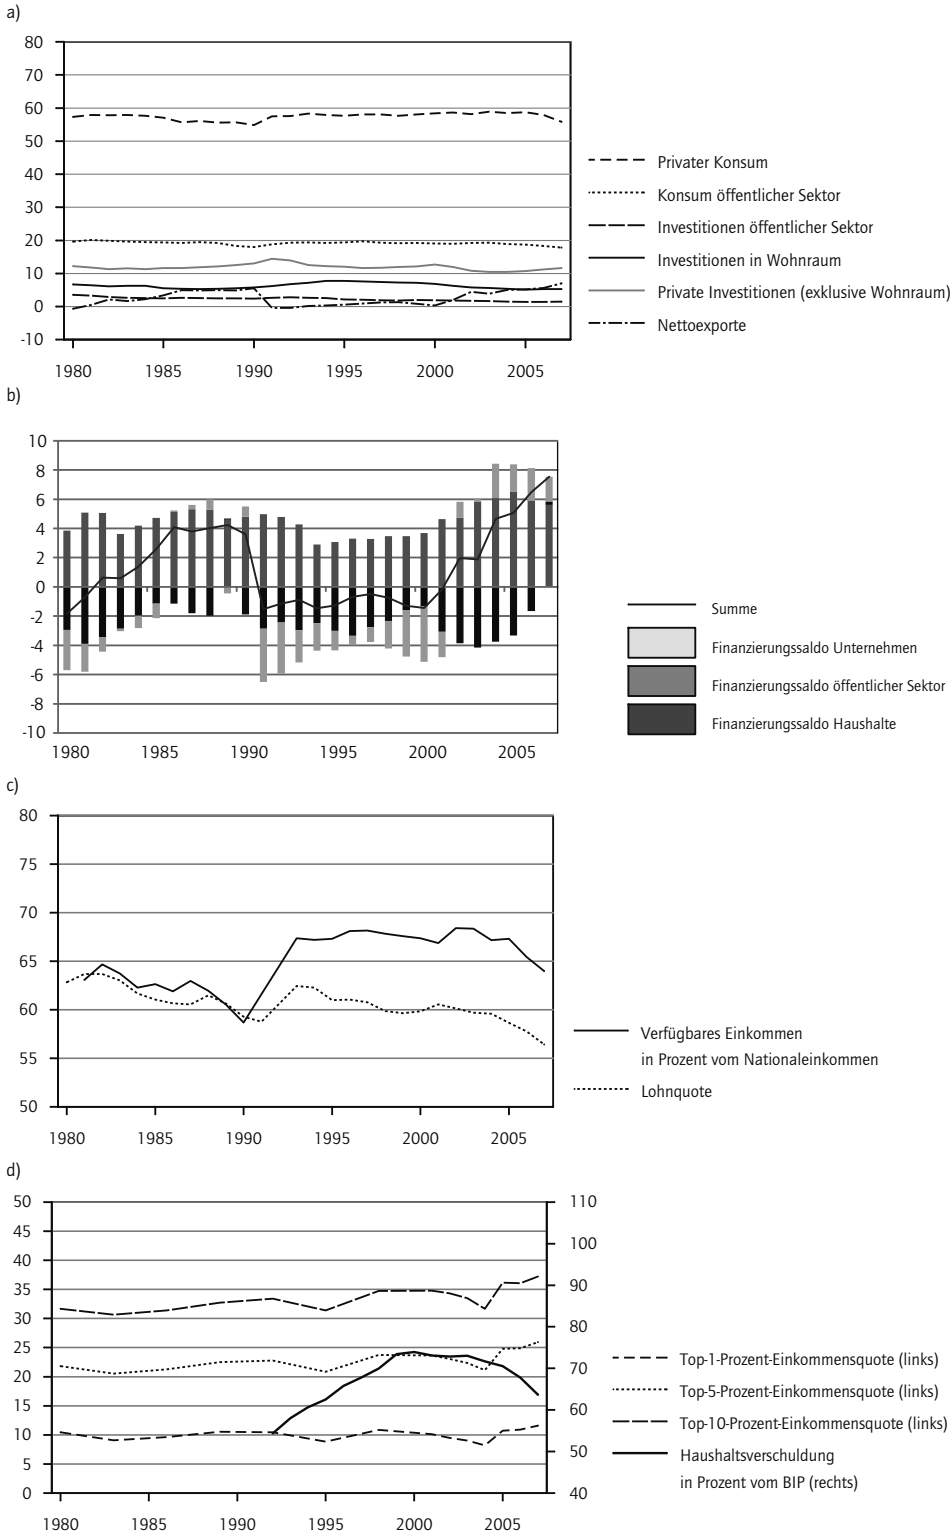 a)
80
70
60
50
40
30
20
10
0
-10
1980 1985 1990 1995 2000 2005
Privater Konsum
Konsum öffentlicher Sektor
Investitionen öffentlicher Sektor
Investitionen in Wohnraum
Private Investitionen (exklusive Wohnraum)
Nettoexporte
b)
10
8
6
4
2
0
-2
-4
-6
-8
-10
1980 1985 1990 1995 2000 2005
Summe
Finanzierungssaldo Unternehmen
Finanzierungssaldo öffentlicher Sektor
Finanzierungssaldo Haushalte
c)
80
75
70
65
60
55
50
1980 1985 1990 1995 2000 2005
Verfügbares Einkommen
in Prozent vom Nationaleinkommen
Lohnquote
d)
50
45
40
35
30
25
20
15
10
5
0
110
100
90
80
70
60
50
40
1980 1985 1990 1995 2000 2005
Top-1-Prozent-Einkommensquote (links)
Top-5-Prozent-Einkommensquote (links)
Top-10-Prozent-Einkommensquote (links)
Haushaltsverschuldung
in Prozent vom BIP (rechts)